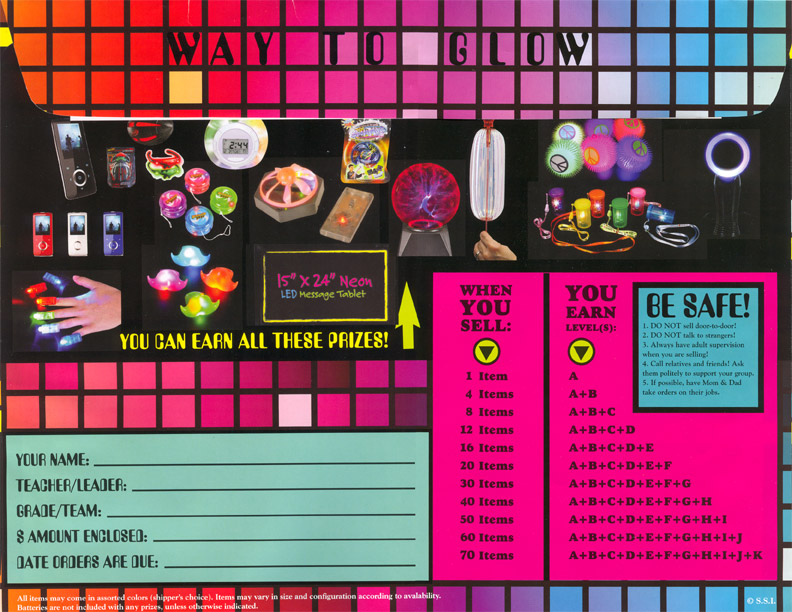 WAY TO GLOW
2:44
15" X 24" Neon
LED Message Tablet
YOU CAN EARN ALL THESE PRIZES!
WHEN
YOU
SELL:
YOU
EARN
LEVEL(S):
1 Item A
4 Items A+B
8 Items A+B+C
12 Items A+B+C+D
16 Items A+B+C+D+E
20 Items A+B+C+D+E+F
30 Items A+B+C+D+E+F+G
40 Items A+B+C+D+E+F+G+H
50 Items A+B+C+D+E+F+G+H+I
60 Items A+B+C+D+E+F+G+H+I+J
70 Items A+B+C+D+E+F+G+H+I+J+K
BE SAFE!
1. DO NOT sell door-to-door!
2. DO NOT talk to strangers!
3. Always have adult supervision
when you are selling!
4. Call relatives and friends! Ask
them politely to support your group.
5. If possible, have Mom & Dad
take orders on their jobs.
YOUR NAME:
TEACHER/LEADER:
GRADE/TEAM:
$ AMOUNT ENCLOSED:
DATE ORDERS ARE DUE:
All items may come in assorted colors (shipper's choice). Items may vary in size and configuration according to avalability.
Batteries are not included with any prizes, unless otherwise indicated.
© S.S.I.